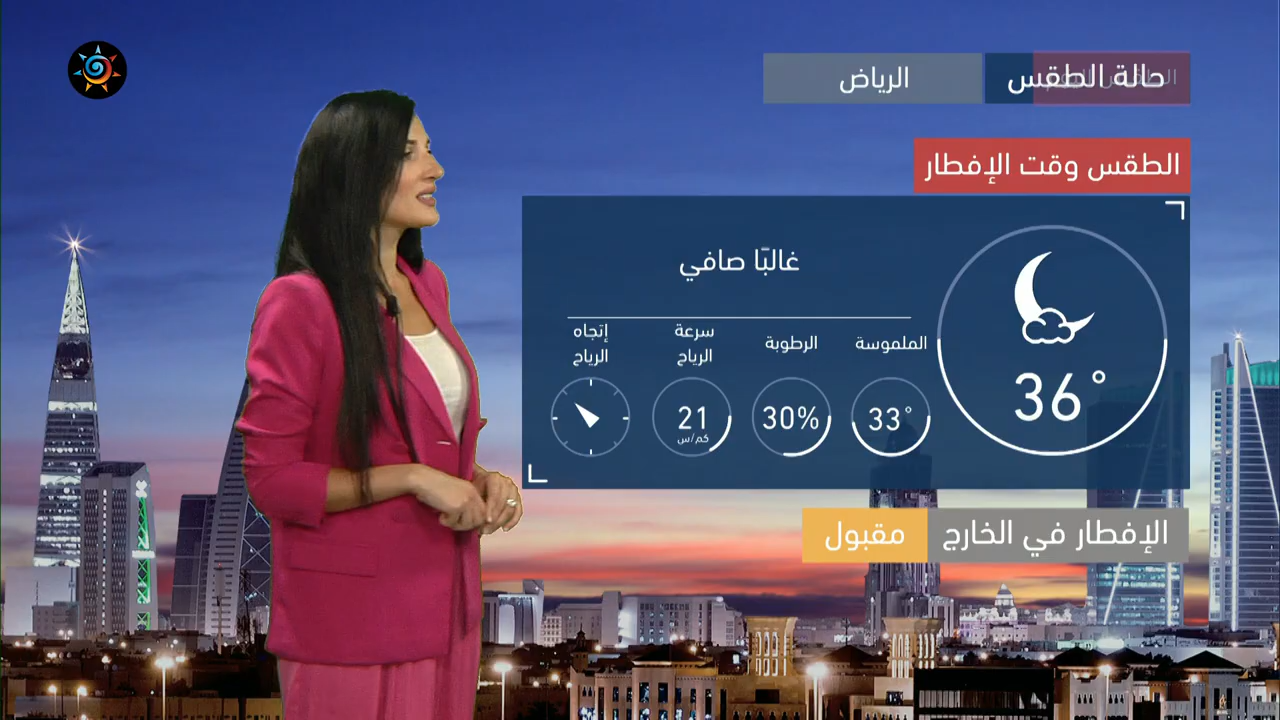 حالة الطقس
الرياض
الطقس وقت الإفطار
غالبًا صافي
36°
الملموسة
33°
الرطوبة
30%
سرعة
الرياح
21
كم/س
إتجاه
الرياح
الإفطار في الخارج
مقبول